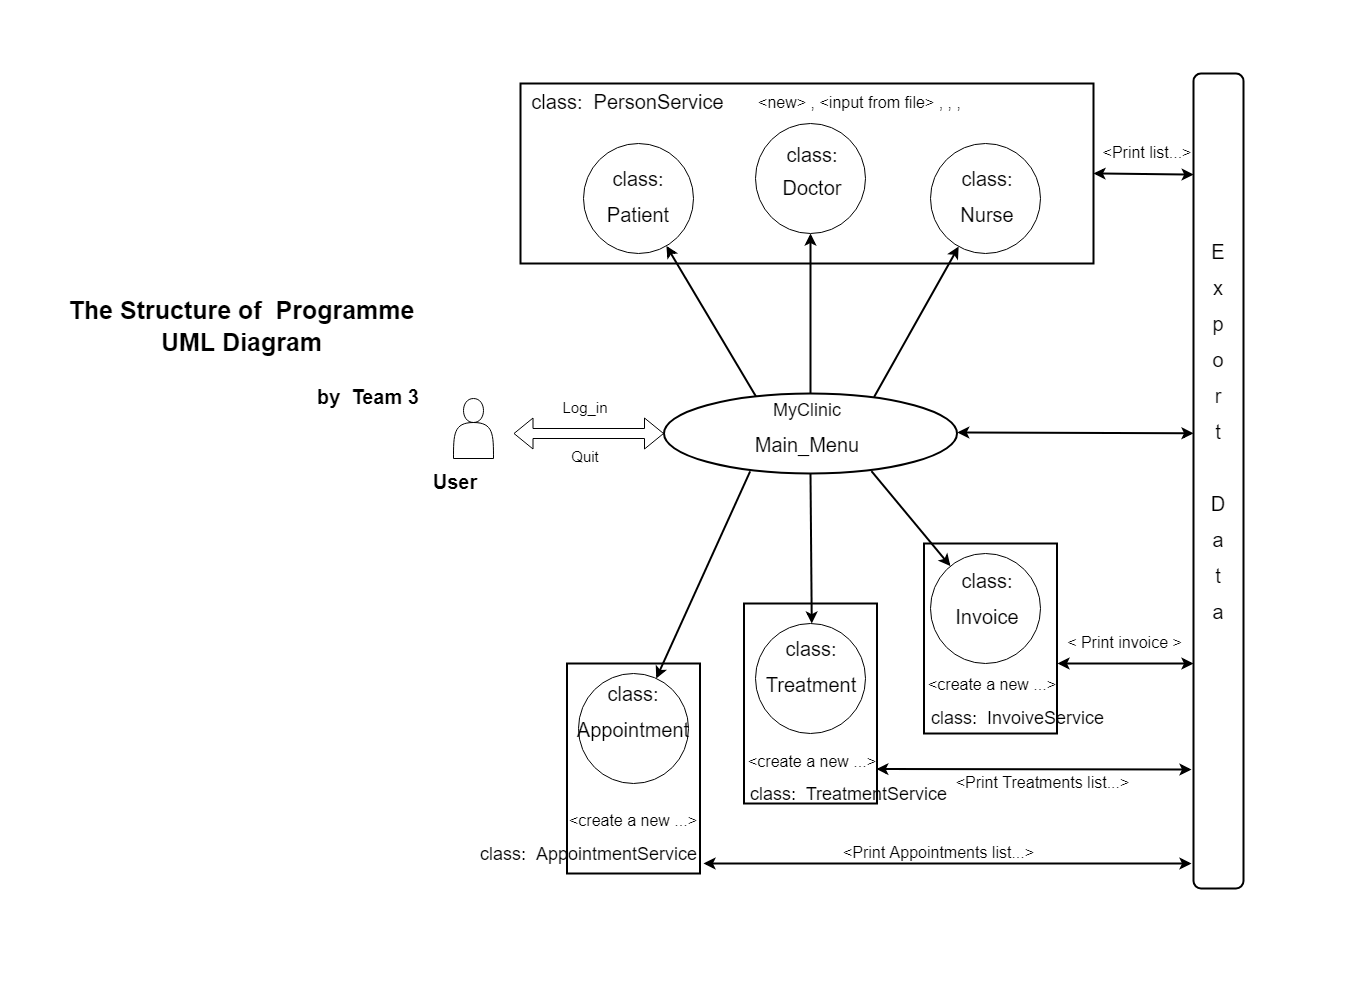 class:  PersonService
<new> , <input from file> , , ,
class:
Patient
class:
Doctor
class:
Nurse
<Print list...>
The Structure of  Programme
UML Diagram
by  Team 3
User
Log_in
Quit
MyClinic
Main_Menu
E
x
p
o
r
t
D
a
t
a
class:
Invoice
<create a new ...>
class:  InvoiveService
< Print invoice >
class:
Treatment
<create a new ...>
class:  TreatmentService
<Print Treatments list...>
class:
Appointment
<create a new ...>
class:  AppointmentService
<Print Appointments list...>